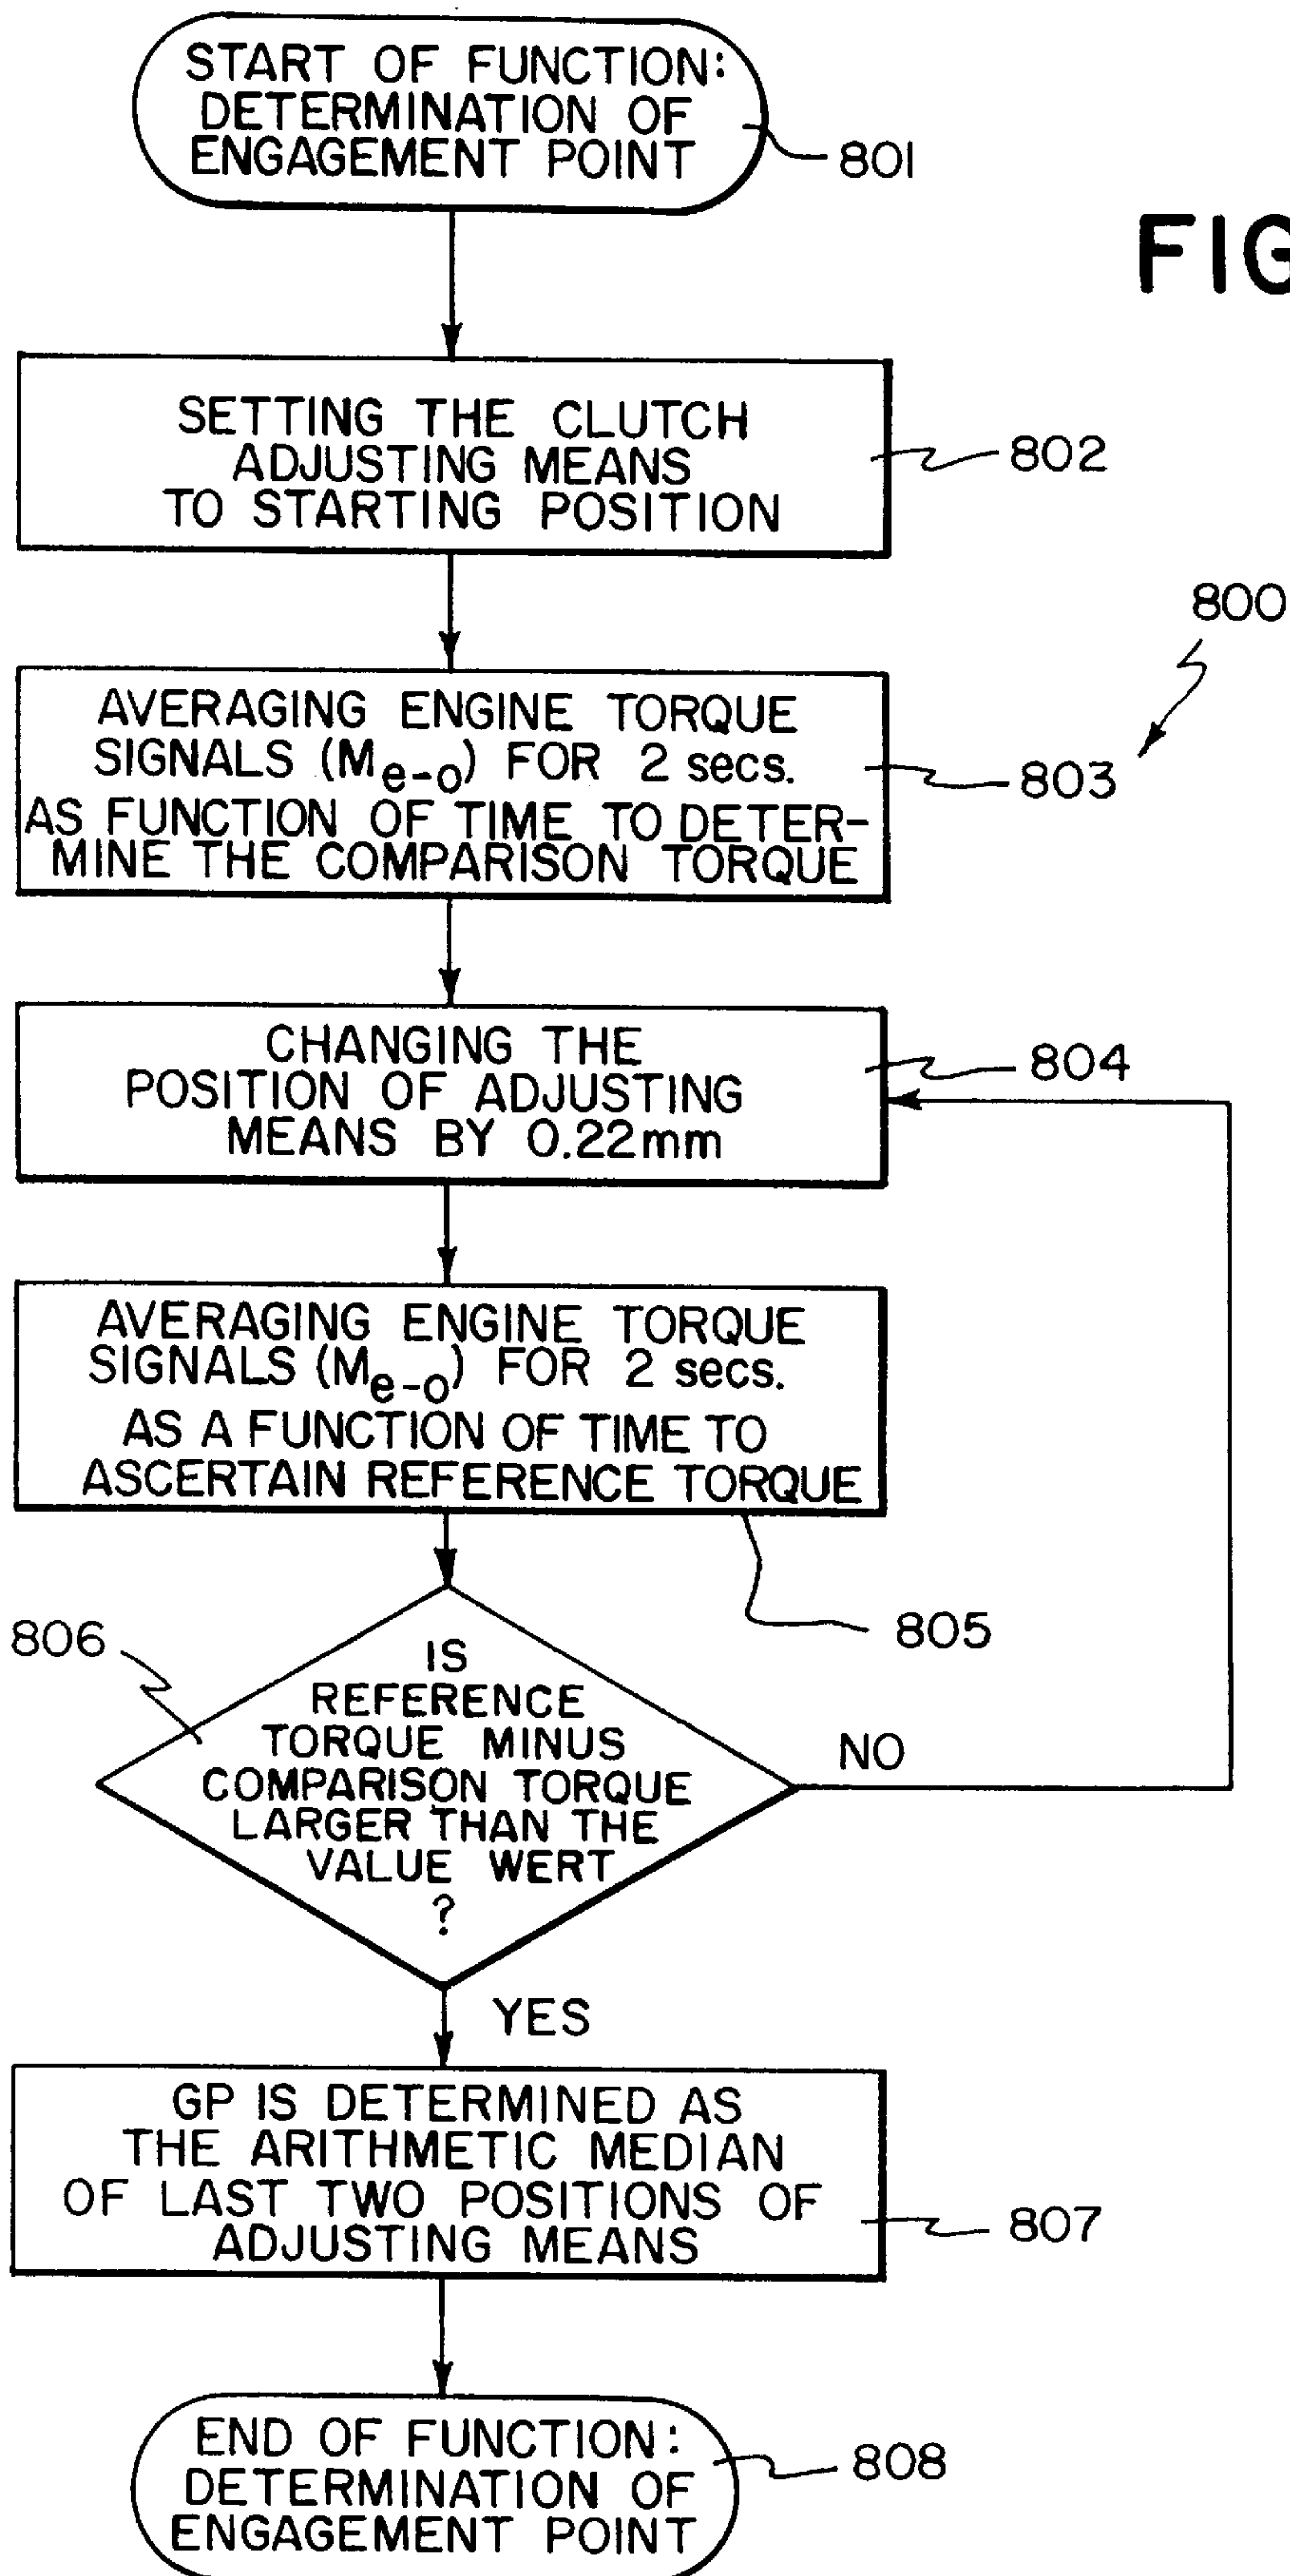 START OF FUNCTION:
DETERMINATION OF
ENGAGEMENT POINT
801
FIG
SETTING THE CLUTCH
ADJUSTING MEANS
TO STARTING POSITION
802
800
AVERAGING ENGINE TORQUE
SIGNALS (Me-o) FOR 2 secs.
AS FUNCTION OF TIME TO DETER-
MINE THE COMPARISON TORQUE
803
CHANGING THE
POSITION OF ADJUSTING
MEANS BY 0.22mm
804
AVERAGING ENGINE TORQUE
SIGNALS (Me-o) FOR 2 secs.
AS A FUNCTION OF TIME TO
ASCERTAIN REFERENCE TORQUE
805
806
IS
REFERENCE
TORQUE MINUS
COMPARISON TORQUE
LARGER THAN THE
VALUE WERT
?
NO
YES
GP IS DETERMINED AS
THE ARITHMETIC MEDIAN
OF LAST TWO POSITIONS OF
ADJUSTING MEANS
807
END OF FUNCTION:
DETERMINATION OF
ENGAGEMENT POINT
808